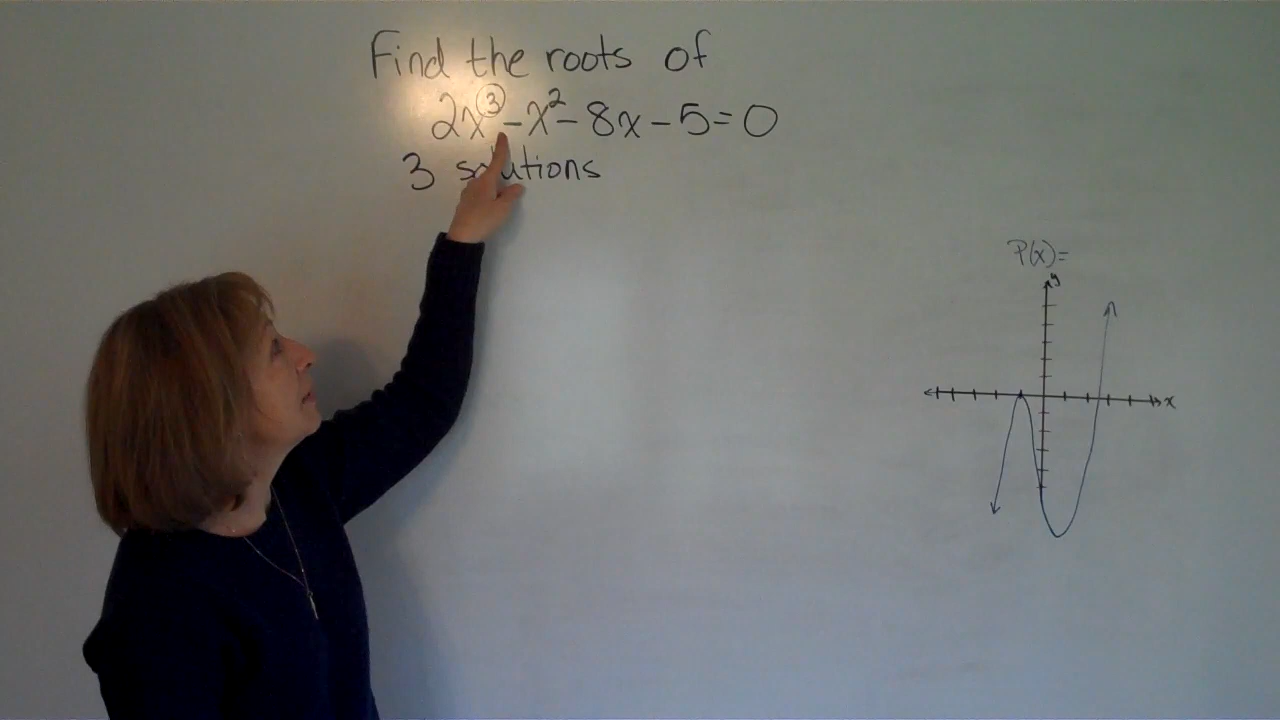 Find the roots of
2x³-x²-8x-5=0
3 solutions
P(x)=
y
x